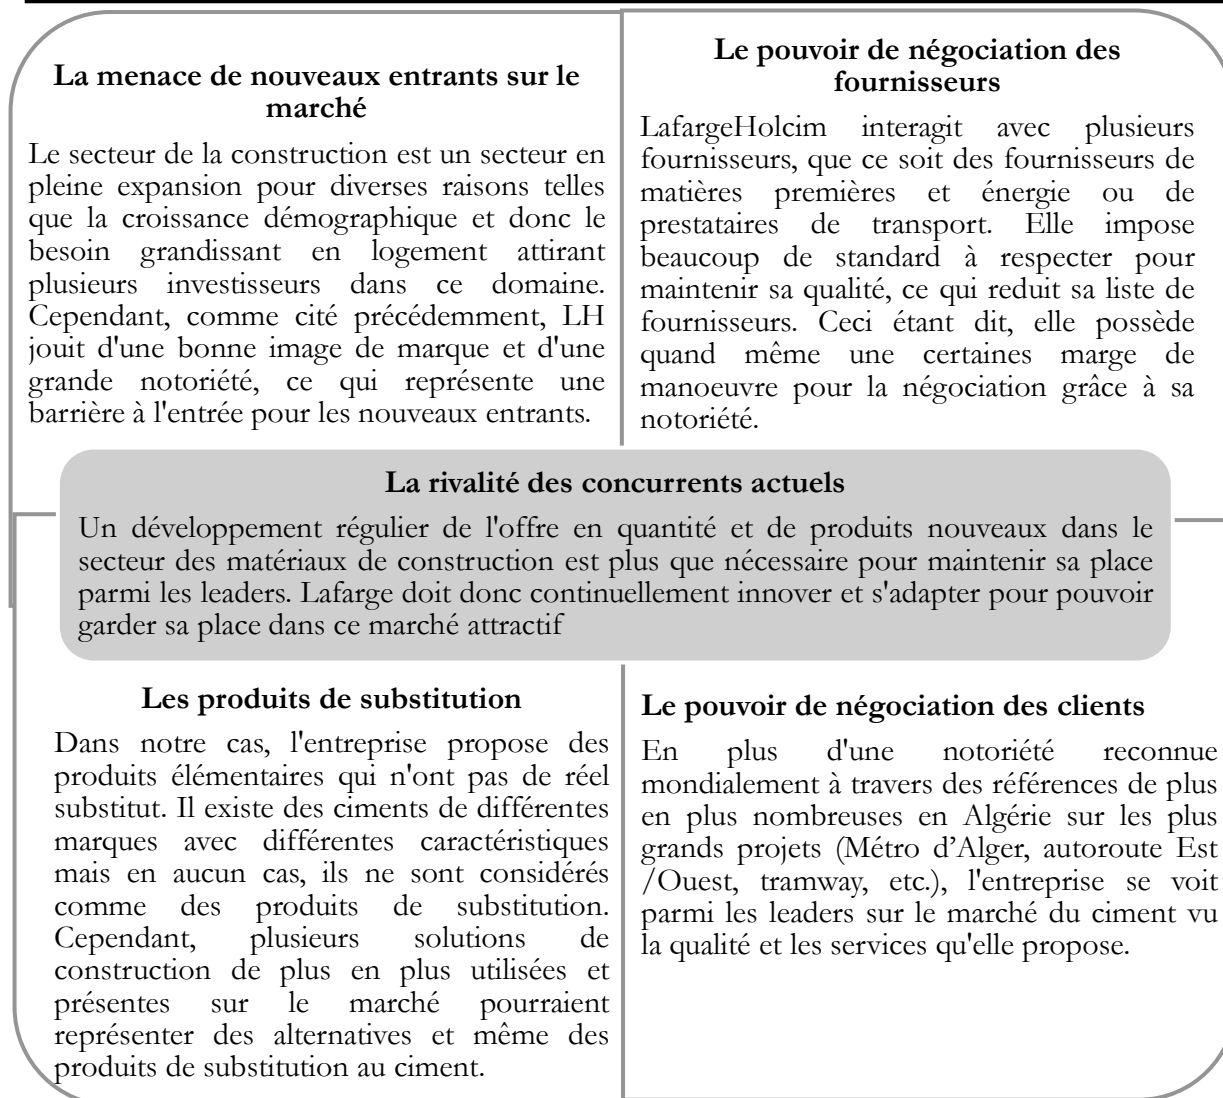 La menace de nouveaux entrants sur le
marché
Le secteur de la construction est un secteur en
pleine expansion pour diverses raisons telles
que la croissance démographique et donc le
besoin grandissant en logement attirant
plusieurs investisseurs dans ce domaine.
Cependant, comme cité précédemment, LH
jouit d'une bonne image de marque et d'une
grande notoriété, ce qui représente une
barrière à l'entrée pour les nouveaux entrants.
Le pouvoir de négociation des
fournisseurs
LafargeHolcim interagit avec plusieurs
fournisseurs, que ce soit des fournisseurs de
matières premières et énergie ou de
prestataires de transport. Elle impose
beaucoup de standard à respecter pour
maintenir sa qualité, ce qui reduit sa liste de
fournisseurs. Ceci étant dit, elle possède
quand même une certaines marge de
manoeuvre pour la négociation grâce à sa
notoriété.
La rivalité des concurrents actuels
Un développement régulier de l'offre en quantité et de produits nouveaux dans le
secteur des matériaux de construction est plus que nécessaire pour maintenir sa place
parmi les leaders. Lafarge doit donc continuellement innover et s'adapter pour pouvoir
garder sa place dans ce marché attractif
Les produits de substitution
Dans notre cas, l'entreprise propose des
produits élémentaires qui n'ont pas de réel
substitut. Il existe des ciments de différentes
marques avec différentes caractéristiques
mais en aucun cas, ils ne sont considérés
comme des produits de substitution.
Cependant, plusieurs solutions de
construction de plus en plus utilisées et
présentes sur le marché pourraient
représenter des alternatives et même des
produits de substitution au ciment.
Le pouvoir de négociation des clients
En plus d'une notoriété reconnue
mondialement à travers des références de plus
en plus nombreuses en Algérie sur les plus
grands projets (Métro d’Alger, autoroute Est
/Ouest, tramway, etc.), l'entreprise se voit
parmi les leaders sur le marché du ciment vu
la qualité et les services qu'elle propose.